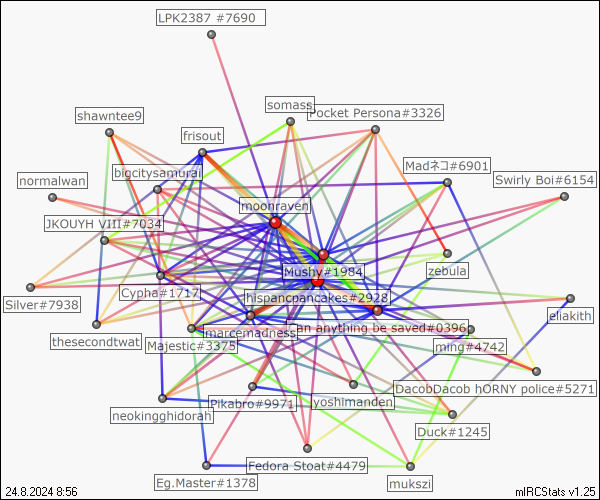 LPK2387 #7690
shawntee9
somass
Pocket Persona#3326
frisout
bigcitysamurai
Madネコ#6901
normalwan
Swirly Boi#6154
moonraven
JKOUYH VIII#7034
Mushy#1984
zebula
Silver#7938
Cypha#1717
hispancpancakes#2928
eliakith
thesecondtwat
marcemadness
an anything be saved#0396
Majestic#3375
ming#4742
DacobDacob hORNY police#5271
neokingghidorah
Pikabro#9971
yoshimanden
Duck#1245
Fedora Stoat#4479
Eg.Master#1378
mukszi
24.8.2024 8:56
mIRCStats v1.25